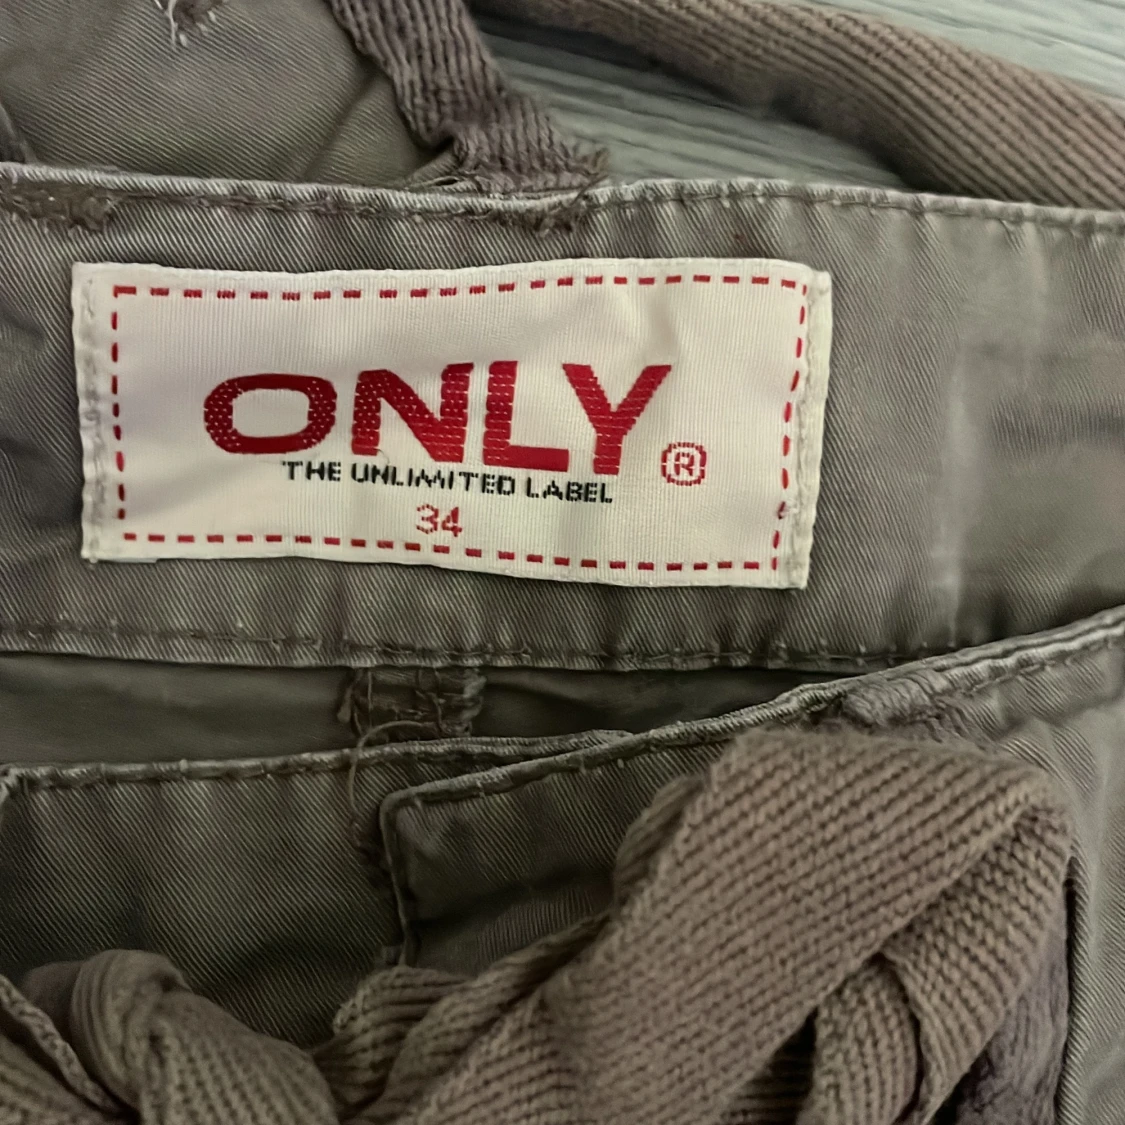 ONLY®
THE UNLIMITED LABEL
34